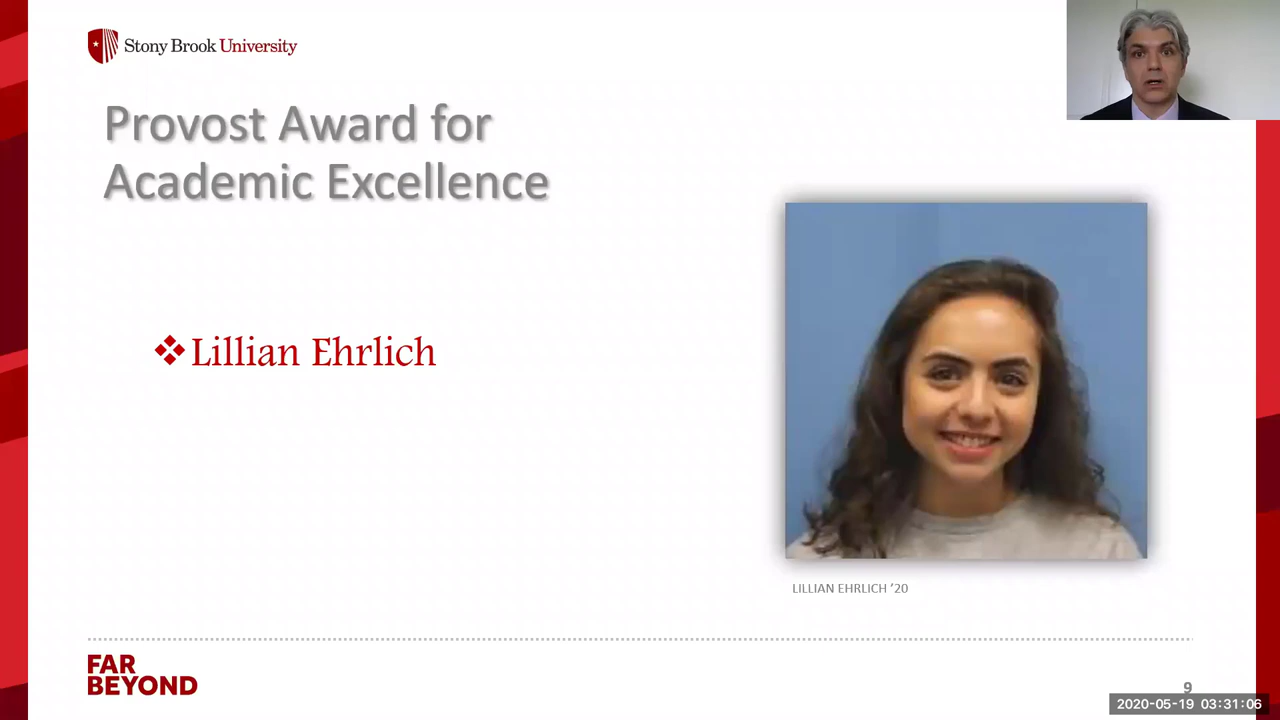 Stony Brook University
Provost Award for
Academic Excellence
❖Lillian Ehrlich
LILLIAN EHRLICH ’20
FAR
BEYOND
9
2020-05-19 03:31:06